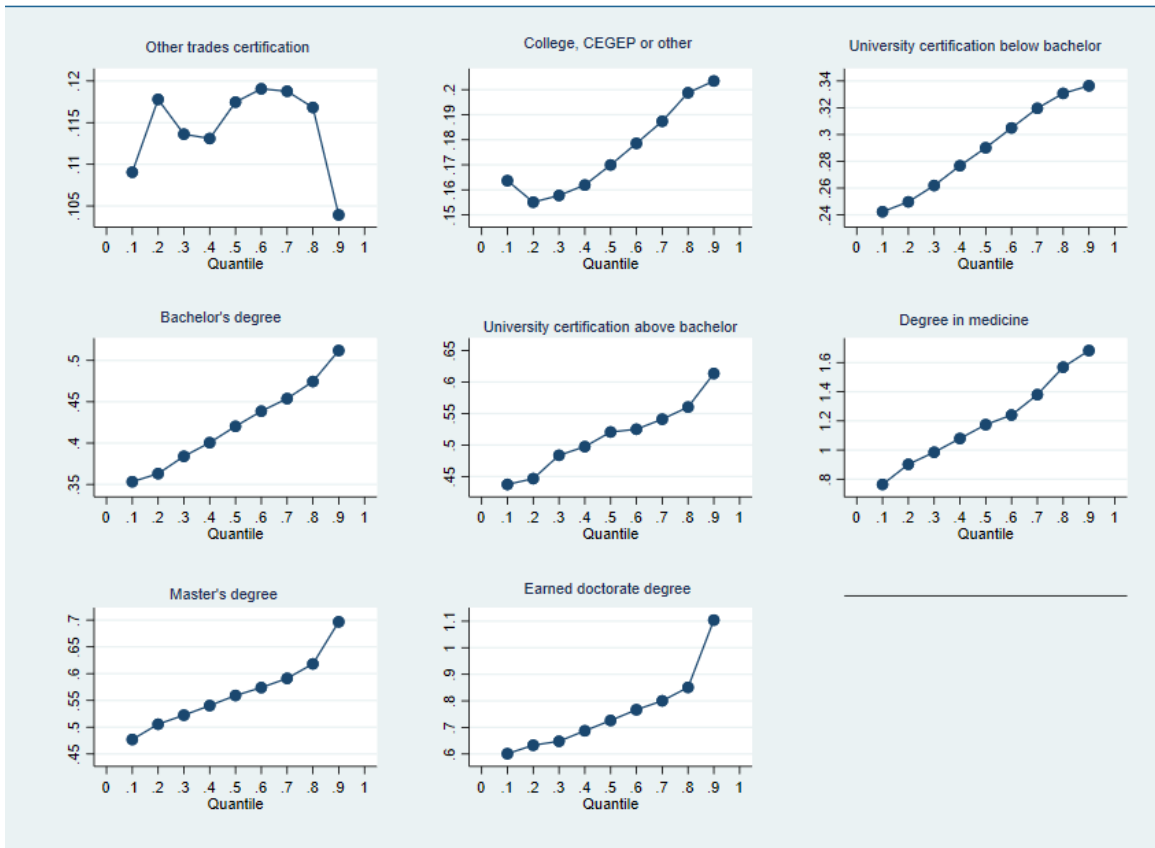 Other trades certification
.12
.115
.11
.105
0 .1 .2 .3 .4 .5 .6 .7 .8 .9 1
Quantile
College, CEGEP or other
.2
.19
.18
.17
.16
.15
0 .1 .2 .3 .4 .5 .6 .7 .8 .9 1
Quantile
University certification below bachelor
.34
.32
.3
.28
.26
.24
0 .1 .2 .3 .4 .5 .6 .7 .8 .9 1
Quantile
Bachelor's degree
.5
.45
.4
.35
0 .1 .2 .3 .4 .5 .6 .7 .8 .9 1
Quantile
University certification above bachelor
.65
.6
.55
.5
.45
0 .1 .2 .3 .4 .5 .6 .7 .8 .9 1
Quantile
Degree in medicine
1.6
1.4
1.2
1
.8
0 .1 .2 .3 .4 .5 .6 .7 .8 .9 1
Quantile
Master's degree
.7
.65
.6
.55
.5
.45
0 .1 .2 .3 .4 .5 .6 .7 .8 .9 1
Quantile
Earned doctorate degree
1.1
1
.9
.8
.7
.6
0 .1 .2 .3 .4 .5 .6 .7 .8 .9 1
Quantile